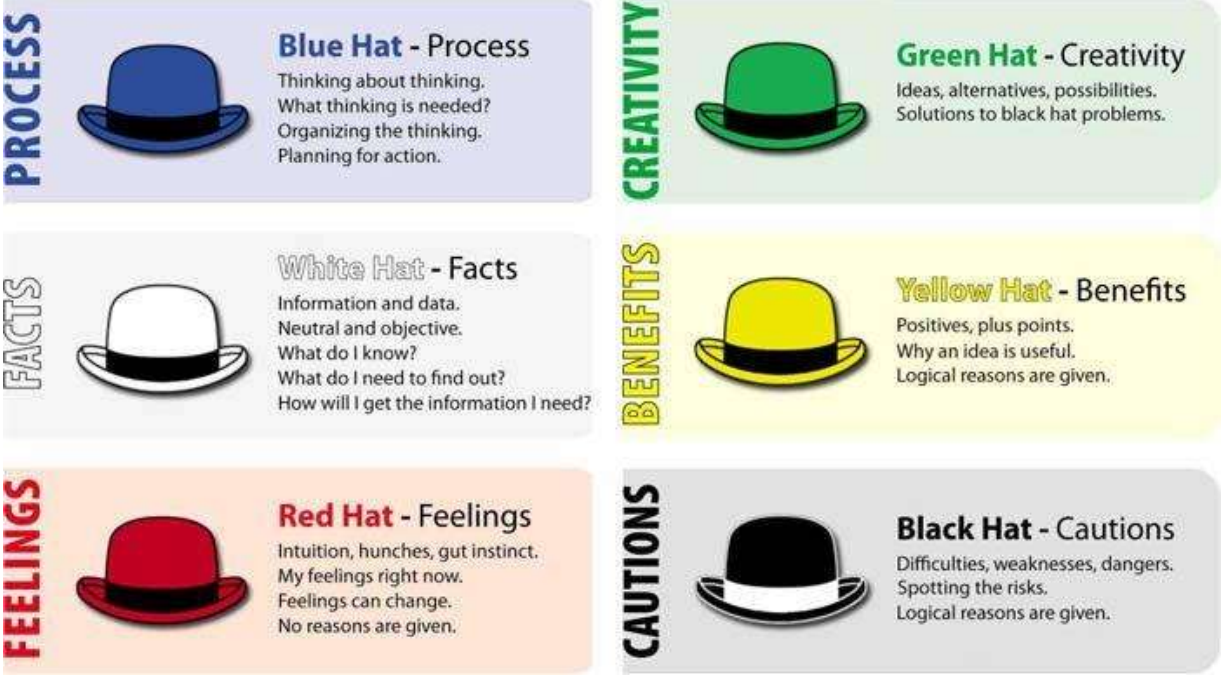 PROCESS
Blue Hat - Process
Thinking about thinking.
What thinking is needed?
Organizing the thinking.
Planning for action.
CREATIVITY
Green Hat - Creativity
Ideas, alternatives, possibilities.
Solutions to black hat problems.
FACTS
White Hat - Facts
Information and data.
Neutral and objective.
What do I know?
What do I need to find out?
How will I get the information I need?
BENEFITS
Yellow Hat - Benefits
Positives, plus points.
Why an idea is useful.
Logical reasons are given.
FEELINGS
Red Hat - Feelings
Intuition, hunches, gut instinct.
My feelings right now.
Feelings can change.
No reasons are given.
CAUTIONS
Black Hat - Cautions
Difficulties, weaknesses, dangers.
Spotting the risks.
Logical reasons are given.